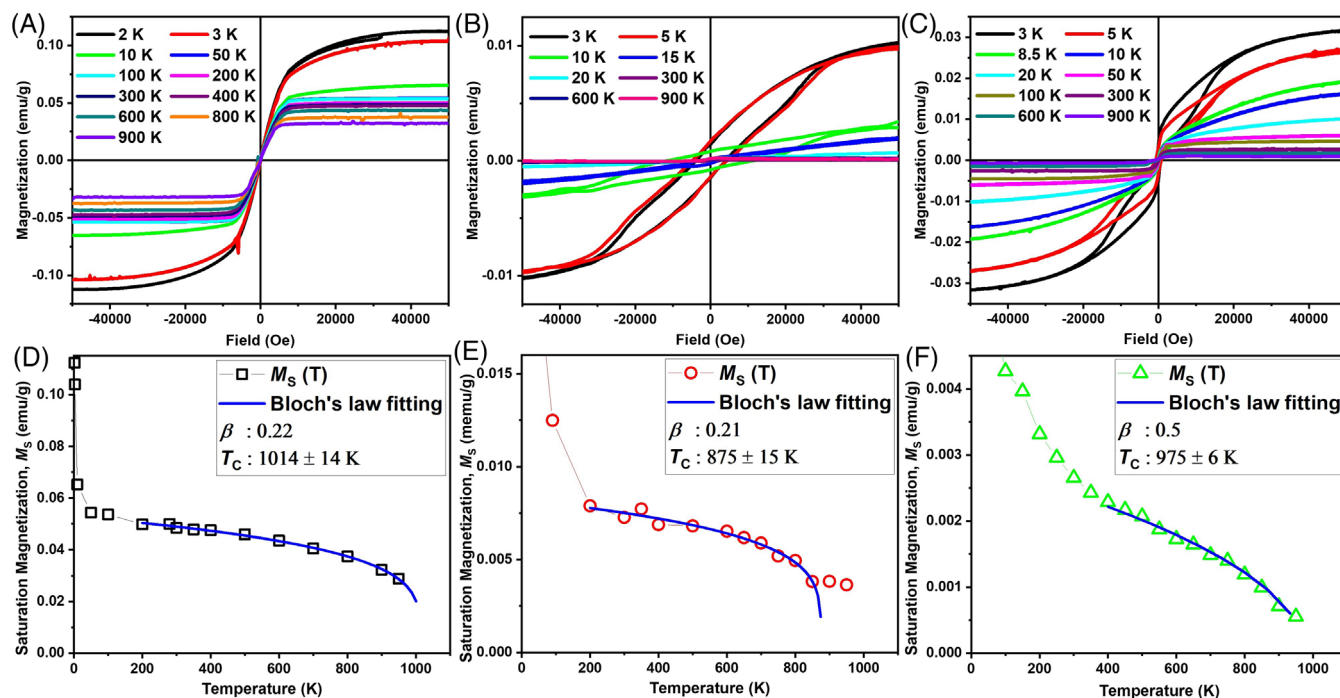 (A)
2 K 3 K
10 K 50 K
100 K 200 K
300 K 400 K
600 K 800 K
900 K
Magnetization (emu/g)
0.10
0.05
0.00
-0.05
-0.10
-40000 -20000 0 20000 40000
Field (Oe)
(B)
3 K 5 K
10 K 15 K
20 K 300 K
600 K 900 K
Magnetization (emu/g)
0.01
0.00
-0.01
-40000 -20000 0 20000 40000
Field (Oe)
(C)
3 K 5 K
8.5 K 10 K
20 K 50 K
100 K 300 K
600 K 900 K
Magnetization (emu/g)
0.03
0.02
0.01
0.00
-0.01
-0.02
-0.03
-40000 -20000 0 20000 40000
Field (Oe)
(D)
M_S (T)
Bloch's law fitting
β : 0.22
T_C : 1014 ± 14 K
Saturation Magnetization, M_S (emu/g)
0.10
0.08
0.06
0.04
0.02
0.00
0 200 400 600 800 1000
Temperature (K)
(E)
M_S (T)
Bloch's law fitting
β : 0.21
T_C : 875 ± 15 K
Saturation Magnetization, M_S (memu/g)
0.015
0.010
0.005
0.000
0 200 400 600 800 1000
Temperature (K)
(F)
M_S (T)
Bloch's law fitting
β : 0.5
T_C : 975 ± 6 K
Saturation Magnetization, M_S (emu/g)
0.004
0.003
0.002
0.001
0.000
0 200 400 600 800 1000
Temperature (K)